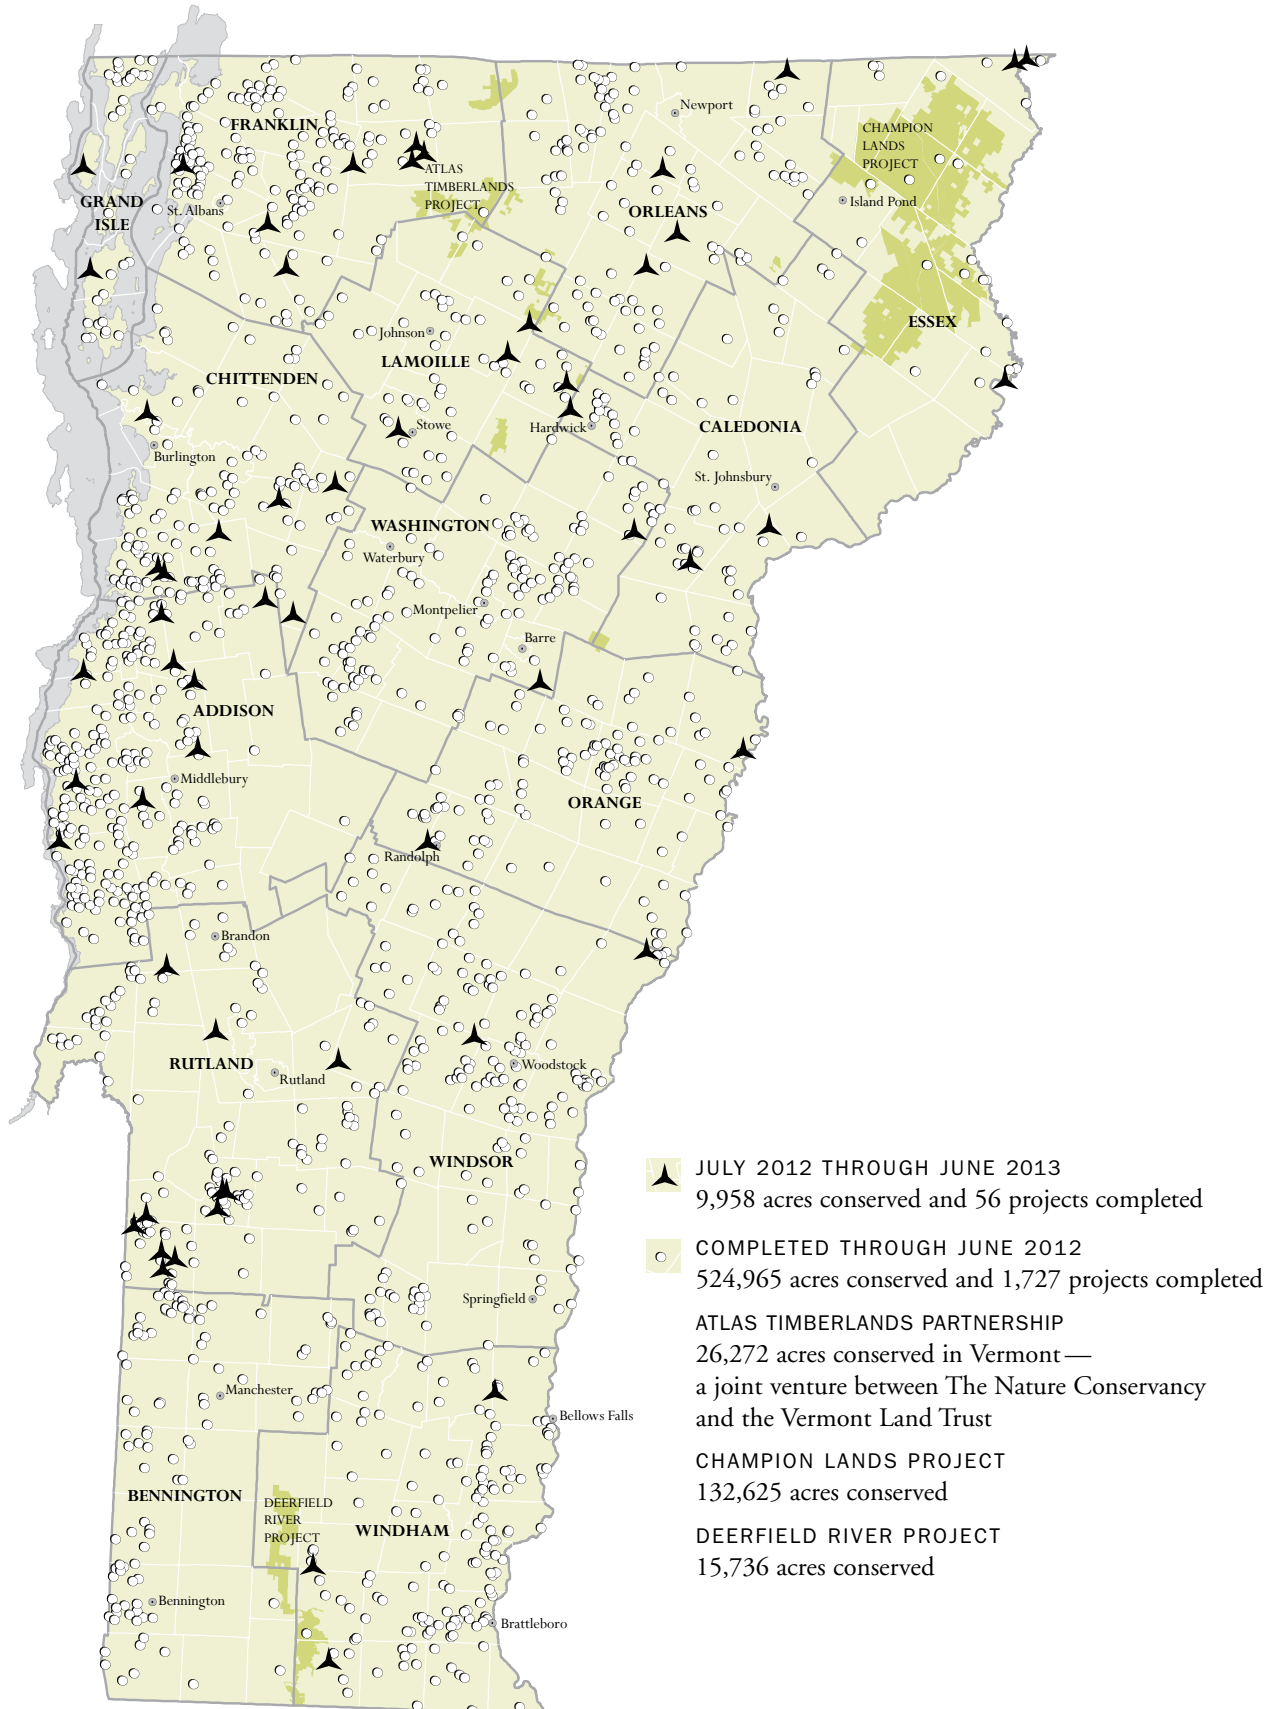 Newport
FRANKLIN
CHAMPION
LANDS
PROJECT
ATLAS
TIMBERLANDS
PROJECT
GRAND
ISLE
St. Albans
Island Pond
ORLEANS
ESSEX
Johnson
LAMOILLE
CHITTENDEN
Stowe
Hardwick
CALEDONIA
Burlington
St. Johnsbury
WASHINGTON
Waterbury
Montpelier
Barre
ADDISON
Middlebury
ORANGE
Randolph
Brandon
RUTLAND
Rutland
Woodstock
WINDSOR
Springfield
Manchester
Bellows Falls
BENNINGTON
DEERFIELD
RIVER
PROJECT
WINDHAM
Bennington
Brattleboro
JULY 2012 THROUGH JUNE 2013
9,958 acres conserved and 56 projects completed
COMPLETED THROUGH JUNE 2012
524,965 acres conserved and 1,727 projects completed
ATLAS TIMBERLANDS PARTNERSHIP
26,272 acres conserved in Vermont—
a joint venture between The Nature Conservancy
and the Vermont Land Trust
CHAMPION LANDS PROJECT
132,625 acres conserved
DEERFIELD RIVER PROJECT
15,736 acres conserved